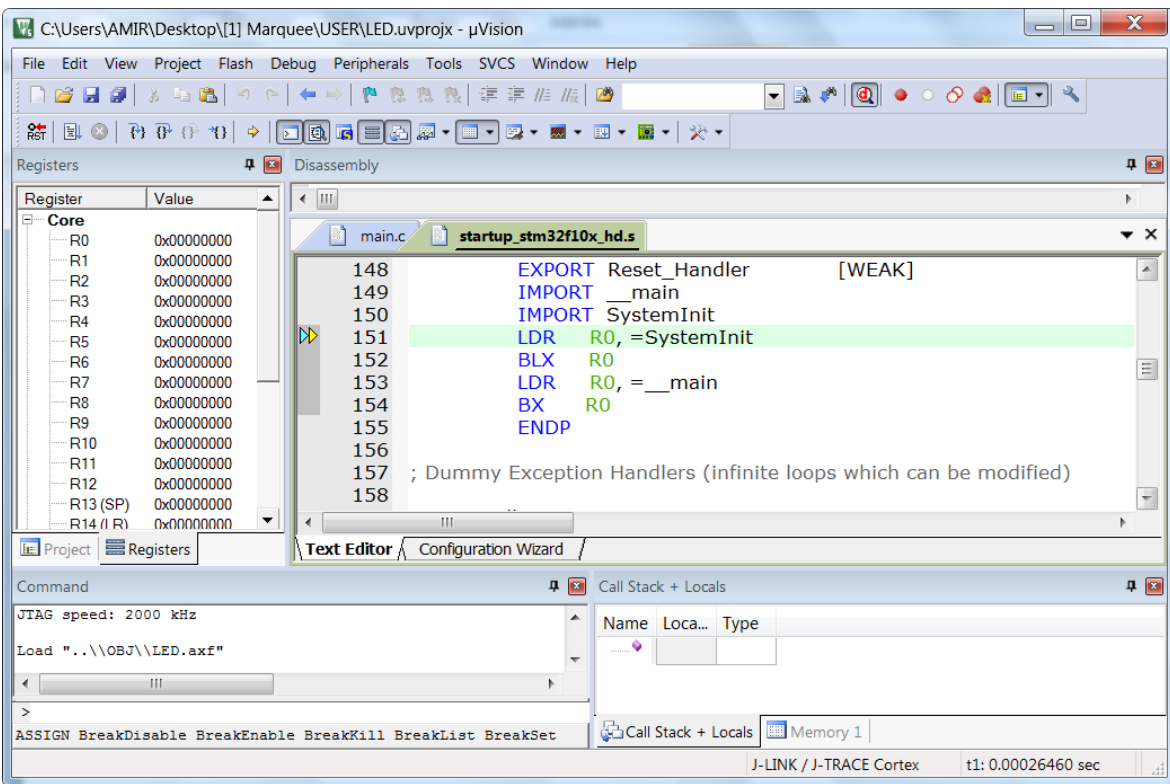 C:\Users\AMIR\Desktop\[1] Marquee\USER\LED.uvprojx - µVision
File Edit View Project Flash Debug Peripherals Tools SVCS Window Help
RST
Registers
Disassembly
Register Value
Core
R0 0x00000000
R1 0x00000000
R2 0x00000000
R3 0x00000000
R4 0x00000000
R5 0x00000000
R6 0x00000000
R7 0x00000000
R8 0x00000000
R9 0x00000000
R10 0x00000000
R11 0x00000000
R12 0x00000000
R13 (SP) 0x00000000
R14 (LR) 0x00000000
Project Registers
main.c startup_stm32f10x_hd.s
148 EXPORT Reset_Handler [WEAK]
149 IMPORT __main
150 IMPORT SystemInit
151 LDR R0, =SystemInit
152 BLX R0
153 LDR R0, =__main
154 BX R0
155 ENDP
156
157 ; Dummy Exception Handlers (infinite loops which can be modified)
158
Text Editor Configuration Wizard
Command
JTAG speed: 2000 kHz
Load "..\\OBJ\\LED.axf"
>
ASSIGN BreakDisable BreakEnable BreakKill BreakList BreakSet
Call Stack + Locals
Name Loca... Type
Call Stack + Locals Memory 1
J-LINK / J-TRACE Cortex t1: 0.00026460 sec